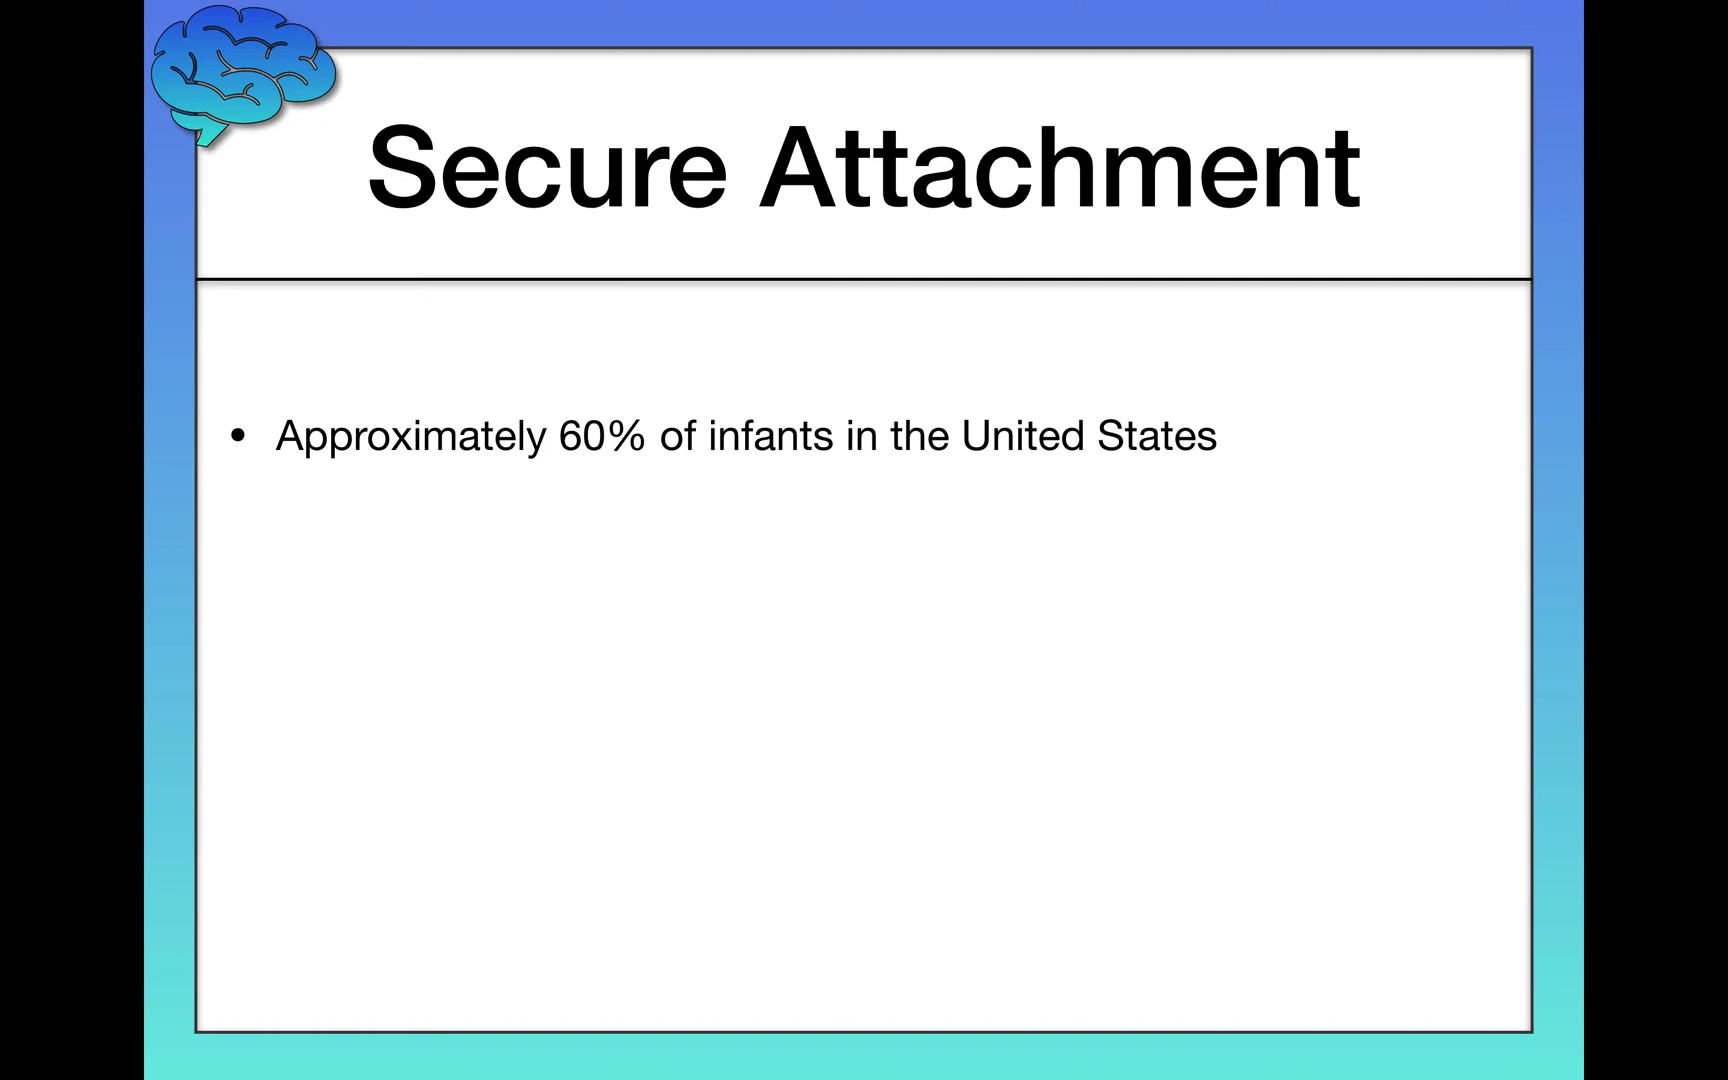 Secure Attachment
• Approximately 60% of infants in the United States